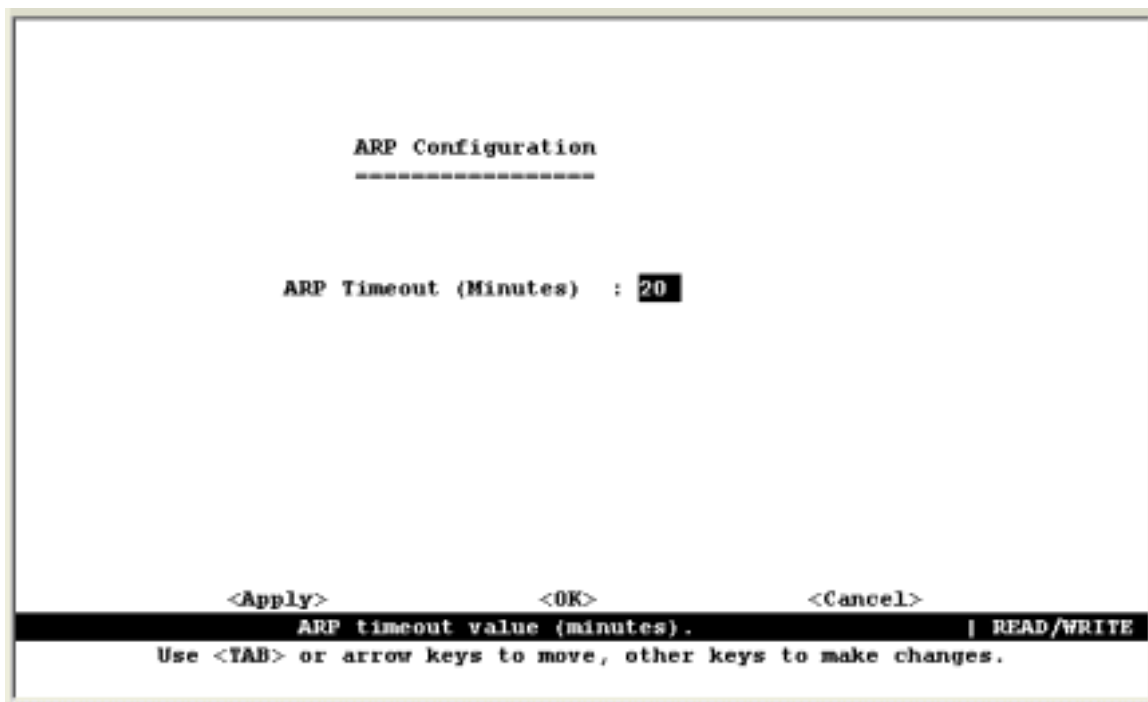 ARP Configuration
=================
ARP Timeout (Minutes) : 20
<Apply> <OK> <Cancel>
ARP timeout value (minutes). | READ/WRITE
Use <TAB> or arrow keys to move, other keys to make changes.